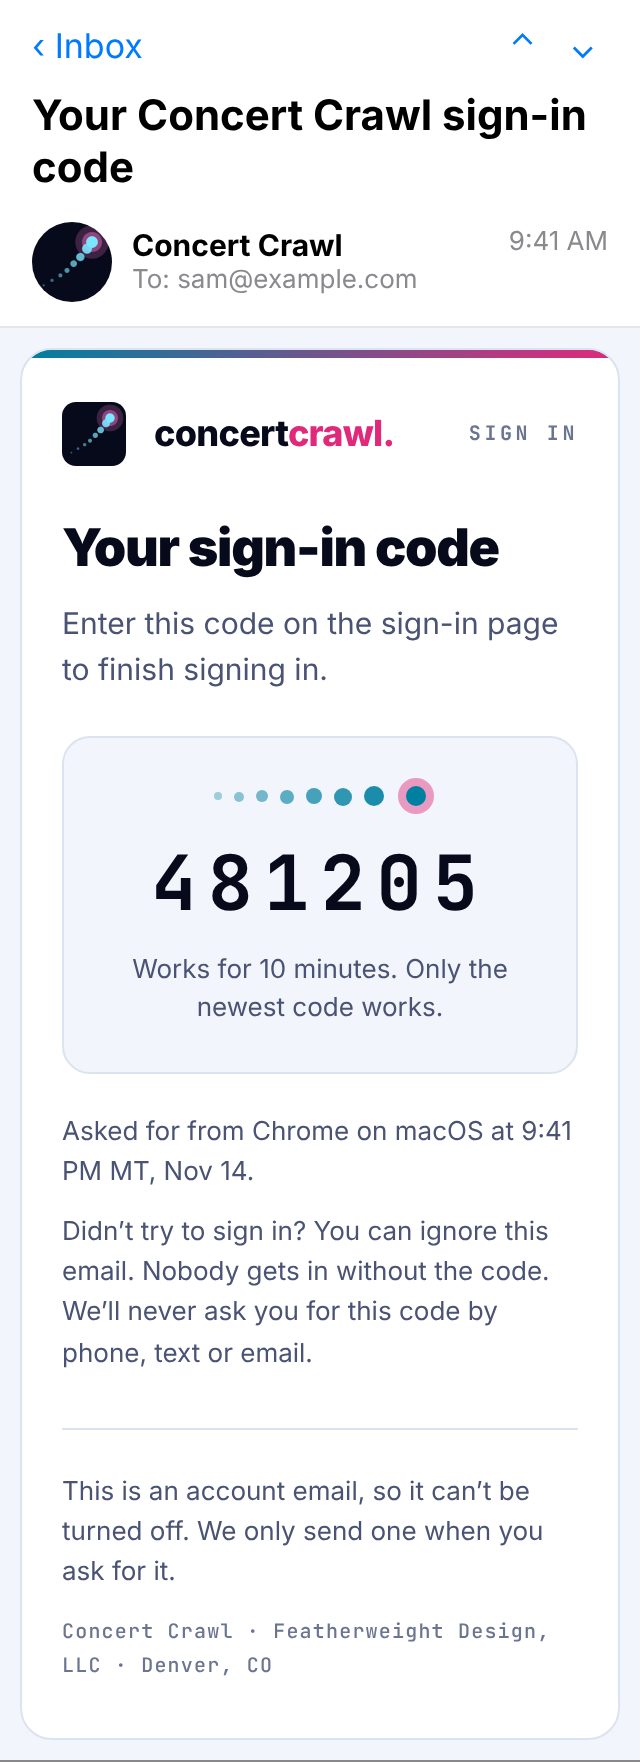 ‹ Inbox
Your Concert Crawl sign-in
code
Concert Crawl
9:41 AM
To: sam@example.com
concertcrawl.
SIGN IN
Your sign-in code
Enter this code on the sign-in page
to finish signing in.
481205
Works for 10 minutes. Only the
newest code works.
Asked for from Chrome on macOS at 9:41
PM MT, Nov 14.
Didn’t try to sign in? You can ignore this
email. Nobody gets in without the code.
We’ll never ask you for this code by
phone, text or email.
This is an account email, so it can’t be
turned off. We only send one when you
ask for it.
Concert Crawl · Featherweight Design,
LLC · Denver, CO